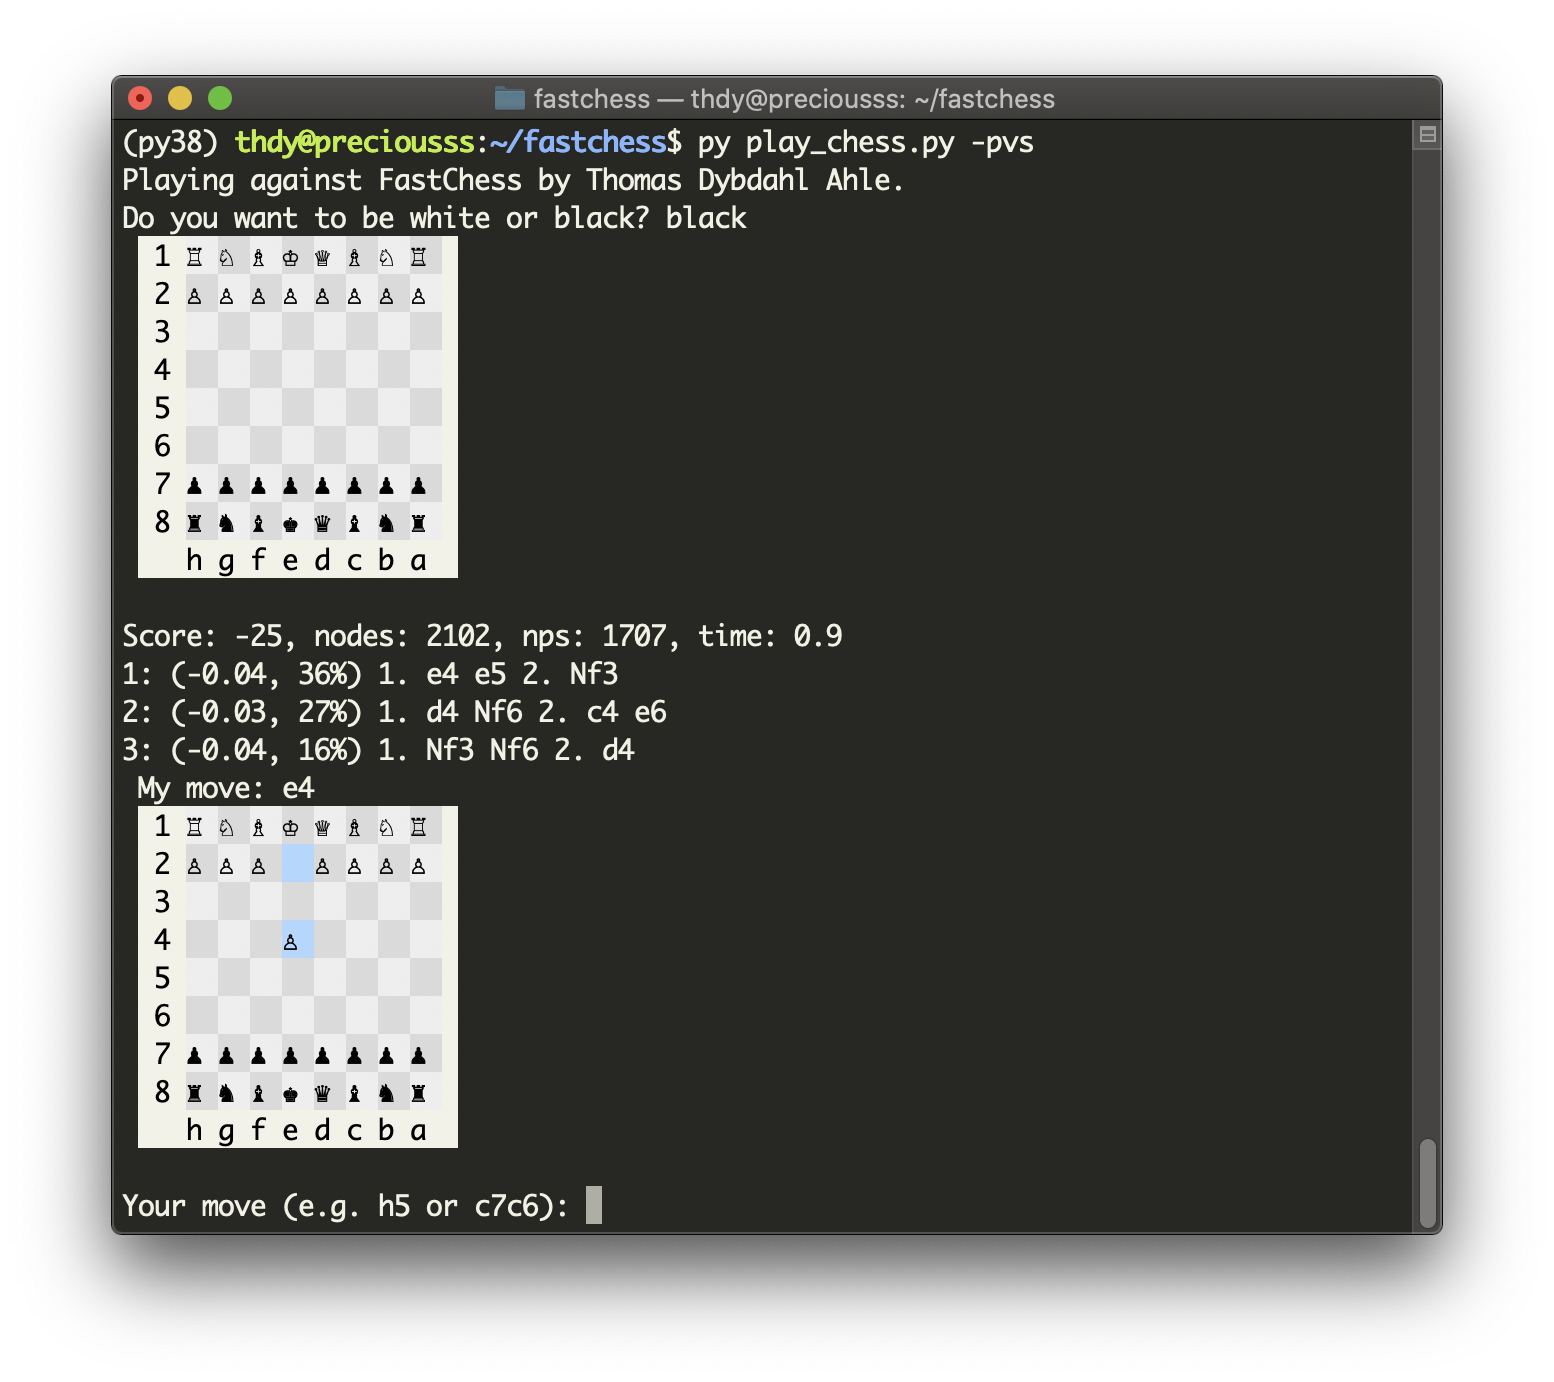 fastchess — thdy@preciousss: ~/fastchess
(py38) thdy@preciousss:~/fastchess$ py play_chess.py -pvs
Playing against FastChess by Thomas Dybdahl Ahle.
Do you want to be white or black? black
1 ♖ ♘ ♗ ♔ ♕ ♗ ♘ ♖
2 ♙ ♙ ♙ ♙ ♙ ♙ ♙ ♙
3
4
5
6
7 ♟ ♟ ♟ ♟ ♟ ♟ ♟ ♟
8 ♜ ♞ ♝ ♚ ♛ ♝ ♞ ♜
h g f e d c b a
Score: -25, nodes: 2102, nps: 1707, time: 0.9
1: (-0.04, 36%) 1. e4 e5 2. Nf3
2: (-0.03, 27%) 1. d4 Nf6 2. c4 e6
3: (-0.04, 16%) 1. Nf3 Nf6 2. d4
My move: e4
1 ♖ ♘ ♗ ♔ ♕ ♗ ♘ ♖
2 ♙ ♙ ♙ ♙ ♙ ♙ ♙
3
4 ♙
5
6
7 ♟ ♟ ♟ ♟ ♟ ♟ ♟ ♟
8 ♜ ♞ ♝ ♚ ♛ ♝ ♞ ♜
h g f e d c b a
Your move (e.g. h5 or c7c6):